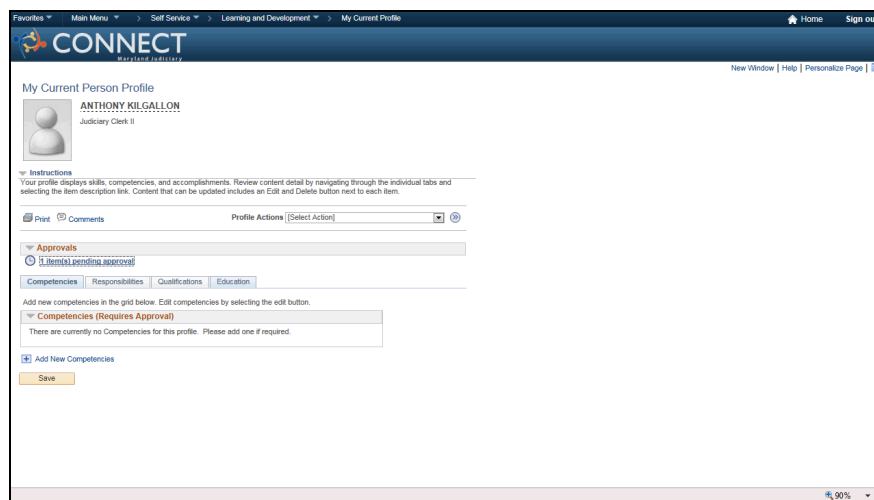 Favorites Main Menu > Self Service > Learning and Development > My Current Profile Home Sign ou
CONNECT
Maryland Judiciary
New Window | Help | Personalize Page |
My Current Person Profile
ANTHONY KILGALLON
Judiciary Clerk II
Instructions
Your profile displays skills, competencies, and accomplishments. Review content detail by navigating through the individual tabs and
selecting the item description link. Content that can be updated includes an Edit and Delete button next to each item.
Print Comments Profile Actions [Select Action]
Approvals
1 item(s) pending approval
Competencies Responsibilities Qualifications Education
Add new competencies in the grid below. Edit competencies by selecting the edit button.
Competencies (Requires Approval)
There are currently no Competencies for this profile. Please add one if required.
Add New Competencies
Save
90%